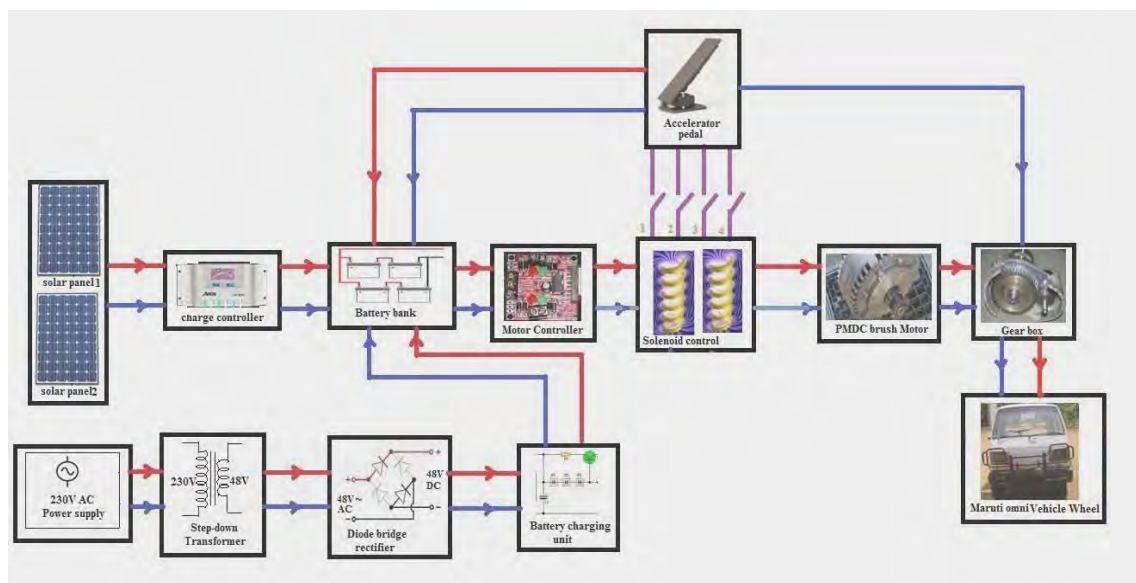 Accelerator
pedal
1 2 3 4
solar panel1
solar panel2
charge controller
Battery bank
Motor Controller
Solenoid control
PMDC brush Motor
Gear box
Maruti omni Vehicle Wheel
230V AC
Power supply
230V 48V
Step-down
Transformer
48V~
AC
48V
DC
Diode bridge
rectifier
Battery charging
unit